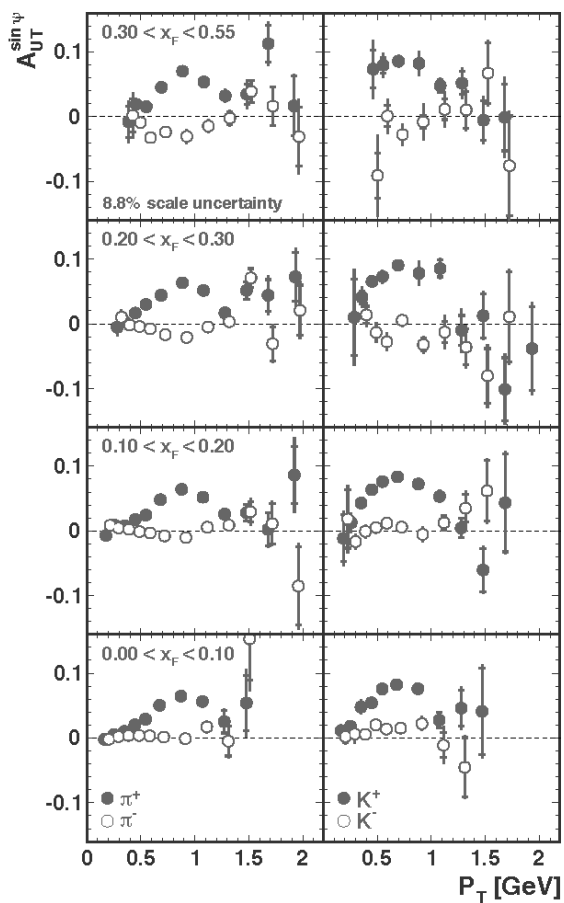 A_UT^sin ψ
0.30 < x_F < 0.55
0.1
0
-0.1
8.8% scale uncertainty
0.20 < x_F < 0.30
0.1
0
-0.1
0.10 < x_F < 0.20
0.1
0
-0.1
0.00 < x_F < 0.10
0.1
0
-0.1
π+
π-
K+
K-
0 0.5 1 1.5 2 0.5 1 1.5 2
P_T [GeV]